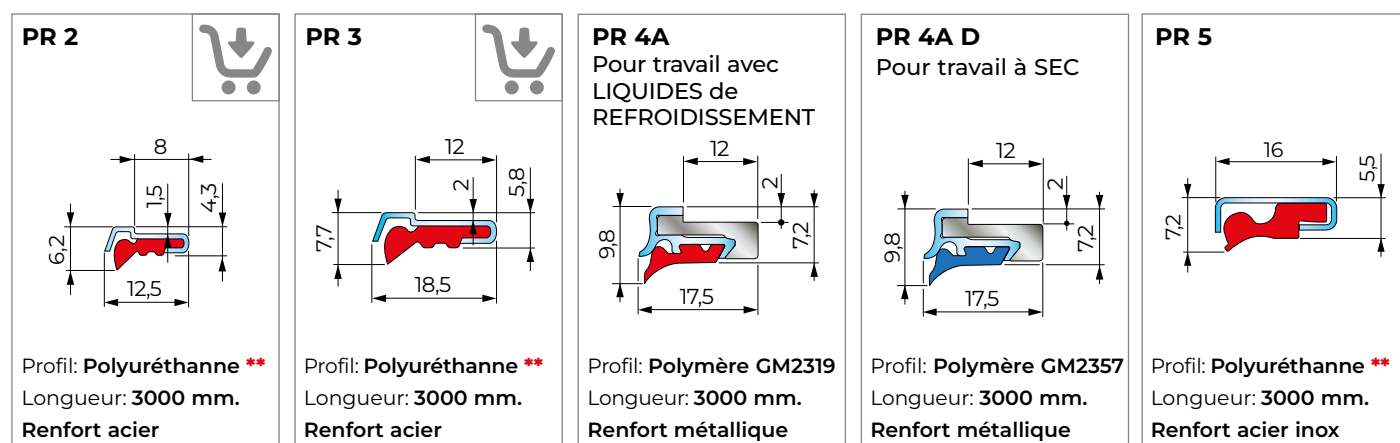 PR 2
8
1,5
4,3
6,2
12,5
Profil: Polyuréthanne **
Longueur: 3000 mm.
Renfort acier
PR 3
12
2
5,8
7,7
18,5
Profil: Polyuréthanne **
Longueur: 3000 mm.
Renfort acier
PR 4A
Pour travail avec
LIQUIDES de
REFROIDISSEMENT
12
2
9,8
7,2
17,5
Profil: Polymère GM2319
Longueur: 3000 mm.
Renfort métallique
PR 4A D
Pour travail à SEC
12
2
9,8
7,2
17,5
Profil: Polymère GM2357
Longueur: 3000 mm.
Renfort métallique
PR 5
16
5,5
7,2
Profil: Polyuréthanne **
Longueur: 3000 mm.
Renfort acier inox